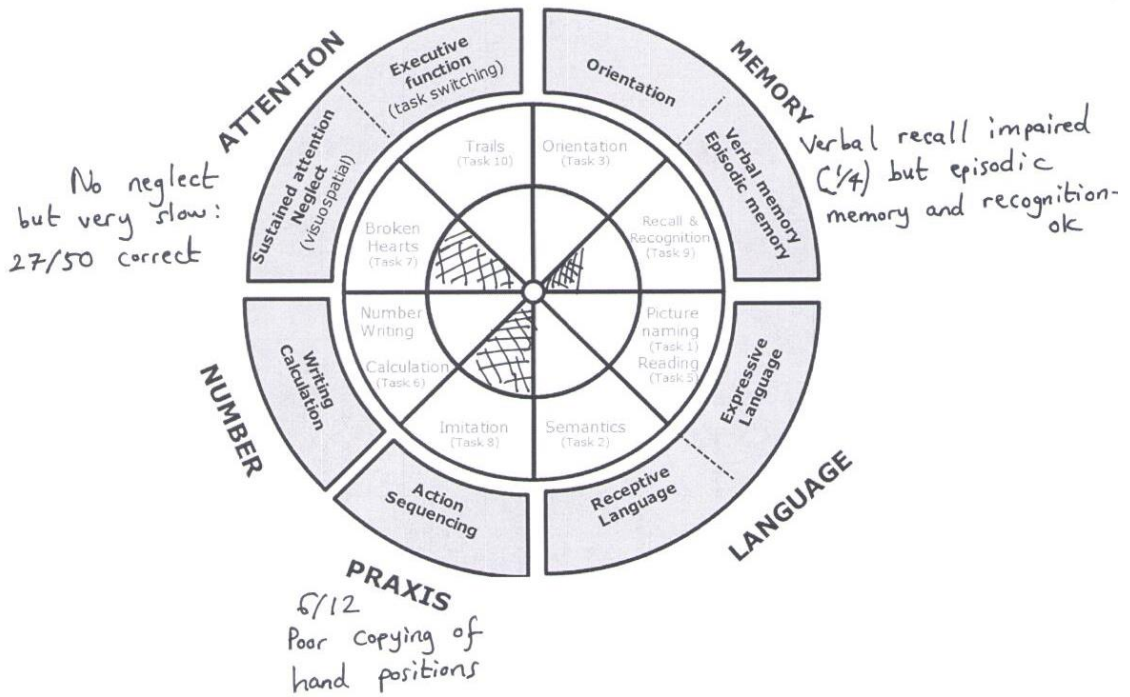 ATTENTION
Executive
function
(task switching)
Sustained attention
Neglect
(visuospatial)
No neglect
but very slow:
27/50 correct
MEMORY
Orientation
Verbal memory
Episodic memory
Verbal recall impaired
(1/4) but episodic
memory and recognition-
ok
Trails
(Task 10)
Orientation
(Task 3)
Broken
Hearts
(Task 7)
Recall &
Recognition
(Task 9)
Number
Writing
Calculation
(Task 6)
Picture
naming
(Task 1)
Reading
(Task 5)
Imitation
(Task 8)
Semantics
(Task 2)
NUMBER
Writing
Calculation
Expressive
Language
Receptive
Language
LANGUAGE
Action
Sequencing
PRAXIS
6/12
Poor copying of
hand positions